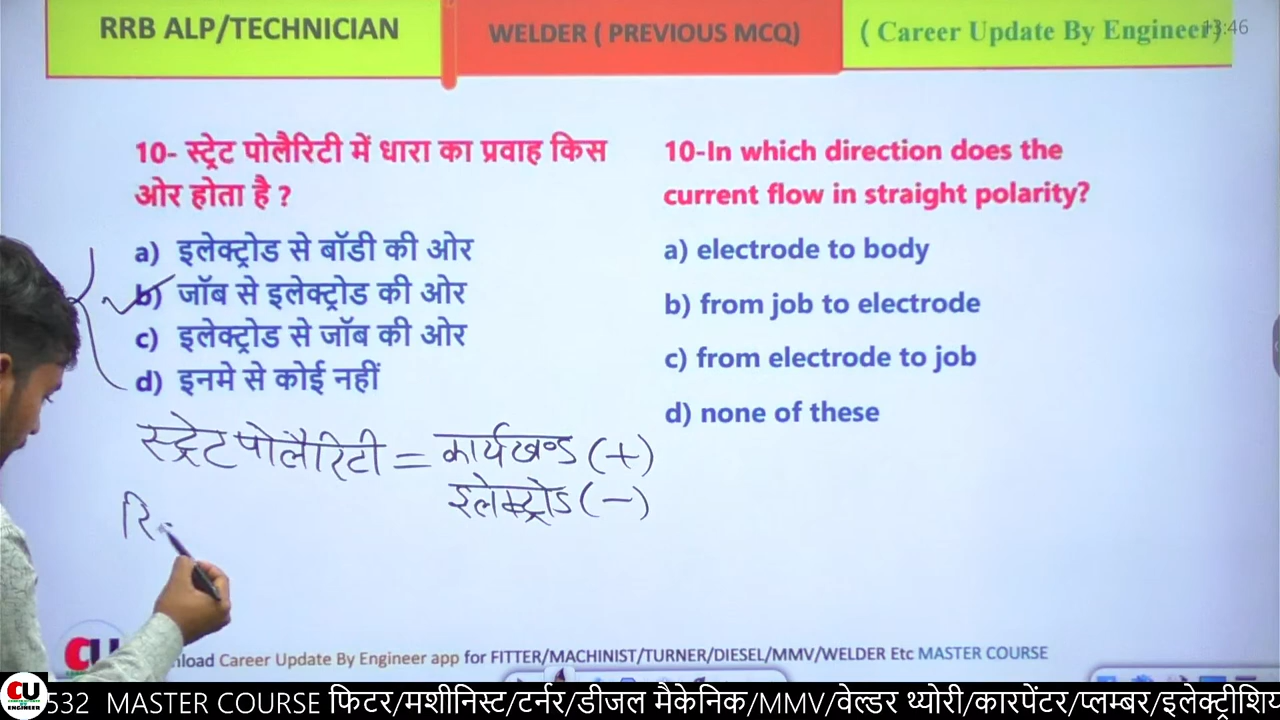 RRB ALP/TECHNICIAN
WELDER ( PREVIOUS MCQ)
( Career Update By Engineer)
13:46
10- स्ट्रेट पोलैरिटी में धारा का प्रवाह किस
ओर होता है ?
a) इलेक्ट्रोड से बॉडी की ओर
b) जॉब से इलेक्ट्रोड की ओर
c) इलेक्ट्रोड से जॉब की ओर
d) इनमे से कोई नहीं
10-In which direction does the
current flow in straight polarity?
a) electrode to body
b) from job to electrode
c) from electrode to job
d) none of these
स्ट्रेट पोलैरिटी = कार्यखण्ड (+)
इलेक्ट्रोड (-)
रि
CU
nload Career Update By Engineer app for FITTER/MACHINIST/TURNER/DIESEL/MMV/WELDER Etc MASTER COURSE
CU
ENGINEER
532 MASTER COURSE फिटर/मशीनिस्ट/टर्नर/डीजल मैकेनिक/MMV/वेल्डर थ्योरी/कारपेंटर/प्लम्बर/इलेक्ट्रीशिय